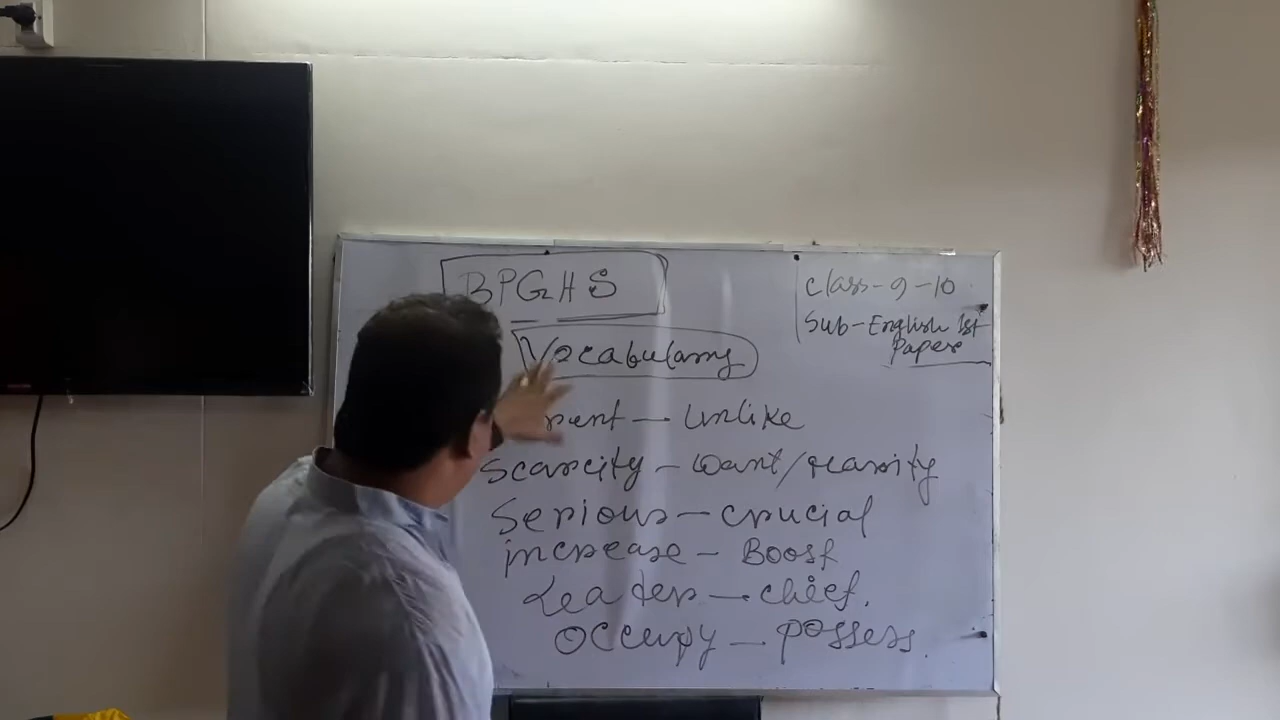 BPGHS
class-9-10
Sub-English 1st
Paper
Vocabulary
unlike
Scarcity - want/
Serious - crucial
increase - Boost
Leader - chief.
Occupy - possess.